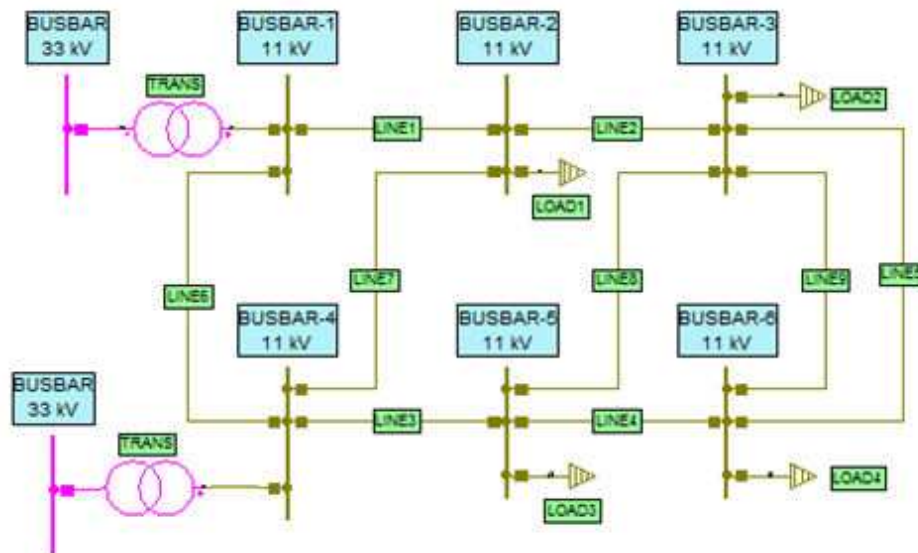 BUSBAR
33 kV
BUSBAR-1
11 kV
BUSBAR-2
11 kV
BUSBAR-3
11 kV
TRANS
LOAD2
LINE1
LINE2
LOAD1
LINE6
LINE7
LINE8
LINE9
LINE5
BUSBAR-4
11 kV
BUSBAR-5
11 kV
BUSBAR-6
11 kV
BUSBAR
33 kV
LINE3
LINE4
TRANS
LOAD3
LOAD4